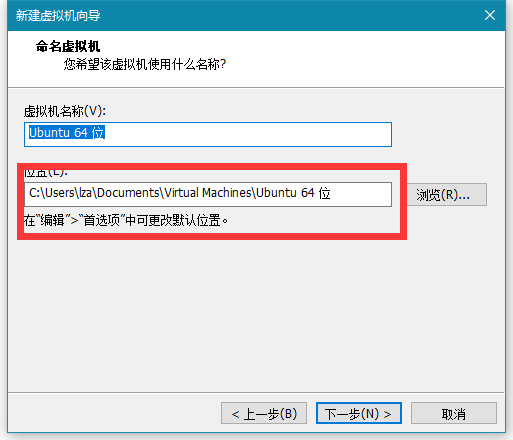 新建虚拟机向导
命名虚拟机
您希望该虚拟机使用什么名称?
虚拟机名称(V):
Ubuntu 64 位
位置(L):
C:\Users\lza\Documents\Virtual Machines\Ubuntu 64 位
浏览(R)...
在“编辑”>“首选项”中可更改默认位置。
< 上一步(B)
下一步(N) >
取消